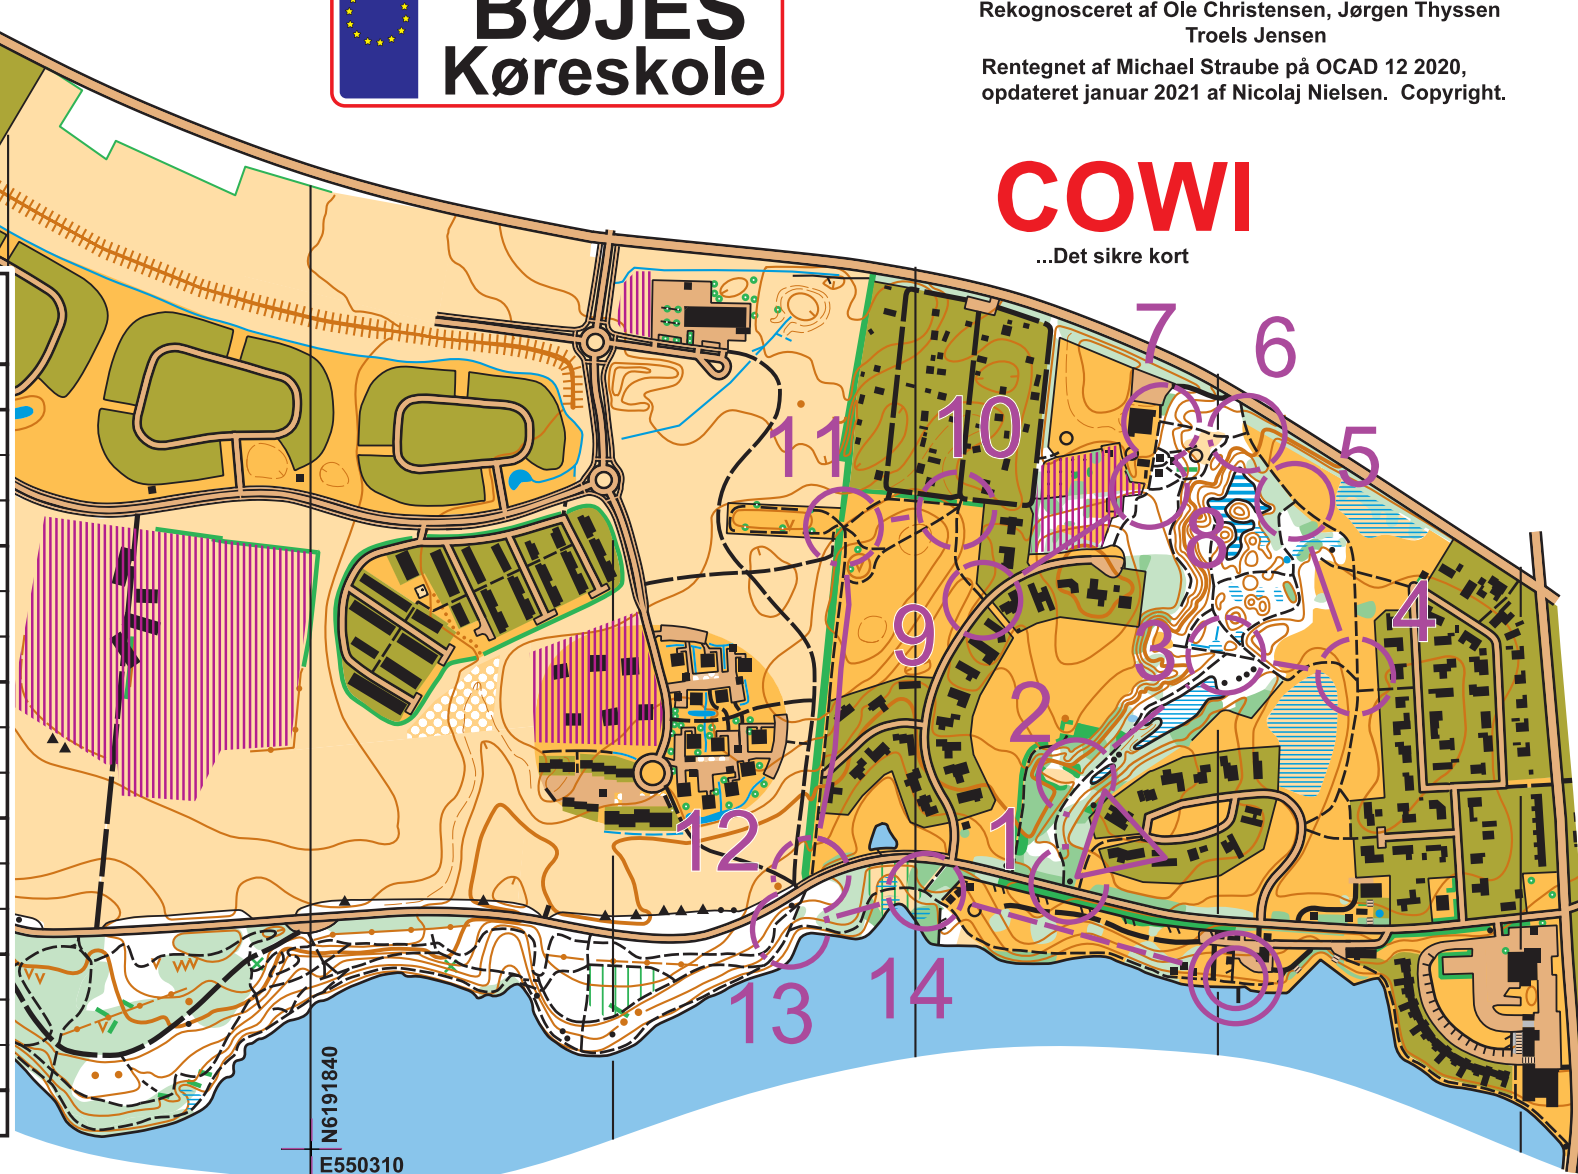 BØJES
Køreskole
Rekognosceret af Ole Christensen, Jørgen Thyssen
Troels Jensen
Rentegnet af Michael Straube på OCAD 12 2020,
opdateret januar 2021 af Nicolaj Nielsen. Copyright.
COWI
...Det sikre kort
7
6
5
10
11
8
4
9
3
2
1
12
13
14
N6191840
E550310